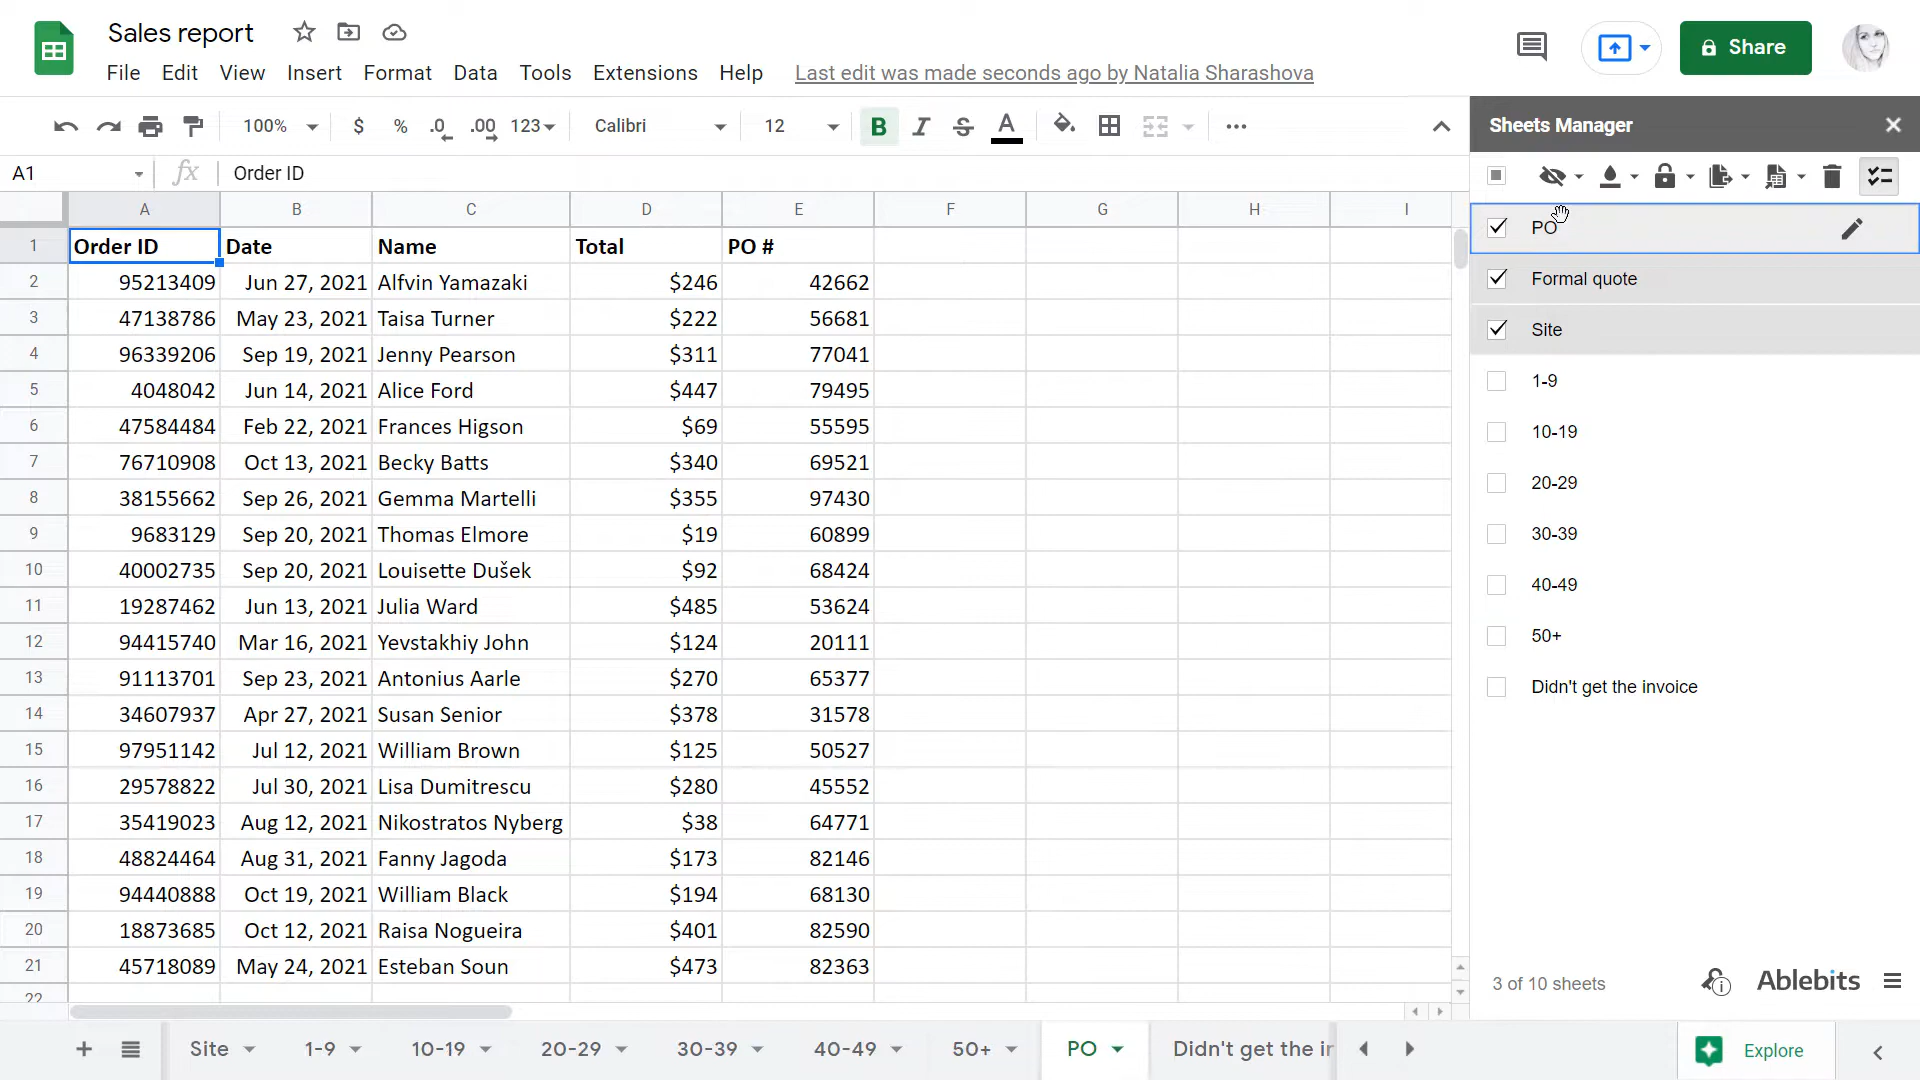 Sales report
File Edit View Insert Format Data Tools Extensions Help Last edit was made seconds ago by Natalia Sharashova
Share
100% $ % .0 .00 123 Calibri 12 B I S A
A1 fx Order ID
A B C D E F G H I
1 Order ID Date Name Total PO #
2 95213409 Jun 27, 2021 Alfvin Yamazaki $246 42662
3 47138786 May 23, 2021 Taisa Turner $222 56681
4 96339206 Sep 19, 2021 Jenny Pearson $311 77041
5 4048042 Jun 14, 2021 Alice Ford $447 79495
6 47584484 Feb 22, 2021 Frances Higson $69 55595
7 76710908 Oct 13, 2021 Becky Batts $340 69521
8 38155662 Sep 26, 2021 Gemma Martelli $355 97430
9 9683129 Sep 20, 2021 Thomas Elmore $19 60899
10 40002735 Sep 20, 2021 Louisette Dušek $92 68424
11 19287462 Jun 13, 2021 Julia Ward $485 53624
12 94415740 Mar 16, 2021 Yevstakhiy John $124 20111
13 91113701 Sep 23, 2021 Antonius Aarle $270 65377
14 34607937 Apr 27, 2021 Susan Senior $378 31578
15 97951142 Jul 12, 2021 William Brown $125 50527
16 29578822 Jul 30, 2021 Lisa Dumitrescu $280 45552
17 35419023 Aug 12, 2021 Nikostratos Nyberg $38 64771
18 48824464 Aug 31, 2021 Fanny Jagoda $173 82146
19 94440888 Oct 19, 2021 William Black $194 68130
20 18873685 Oct 12, 2021 Raisa Nogueira $401 82590
21 45718089 May 24, 2021 Esteban Soun $473 82363
22
Sheets Manager
PO
Formal quote
Site
1-9
10-19
20-29
30-39
40-49
50+
Didn't get the invoice
3 of 10 sheets Ablebits
Site 1-9 10-19 20-29 30-39 40-49 50+ PO Didn't get the ir Explore